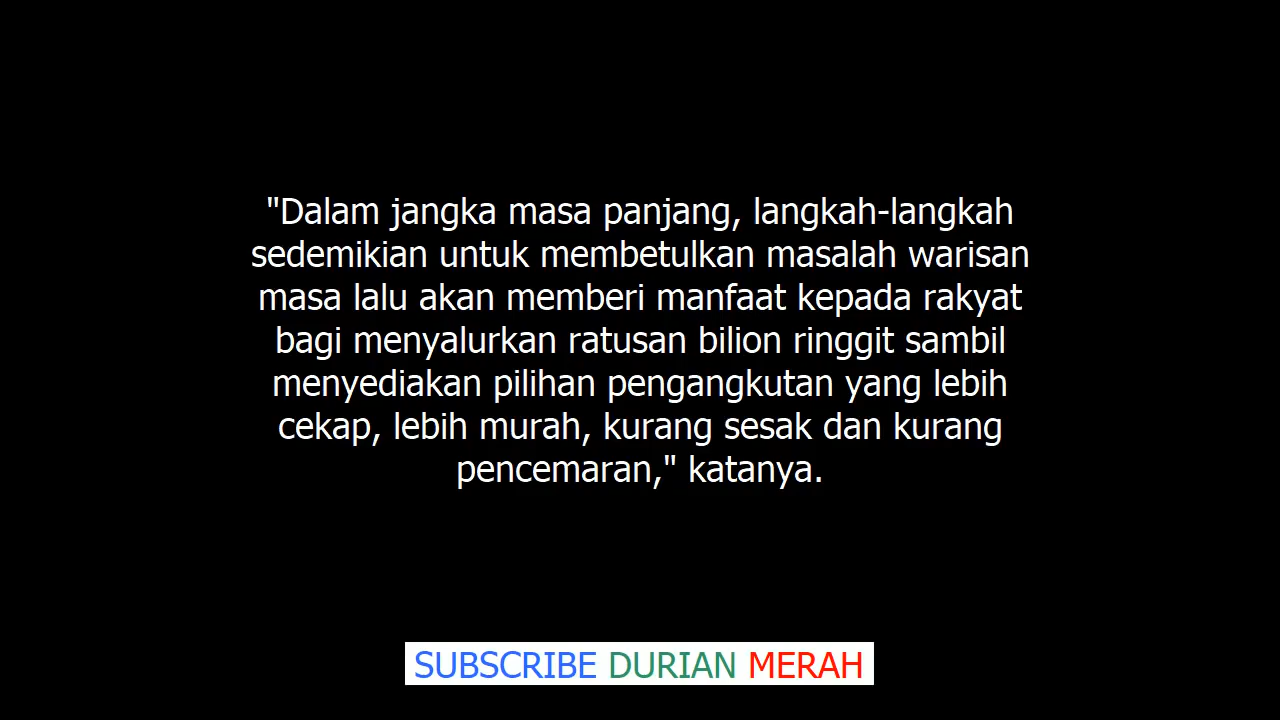 "Dalam jangka masa panjang, langkah-langkah
sedemikian untuk membetulkan masalah warisan
masa lalu akan memberi manfaat kepada rakyat
bagi menyalurkan ratusan bilion ringgit sambil
menyediakan pilihan pengangkutan yang lebih
cekap, lebih murah, kurang sesak dan kurang
pencemaran," katanya.
SUBSCRIBE DURIAN MERAH